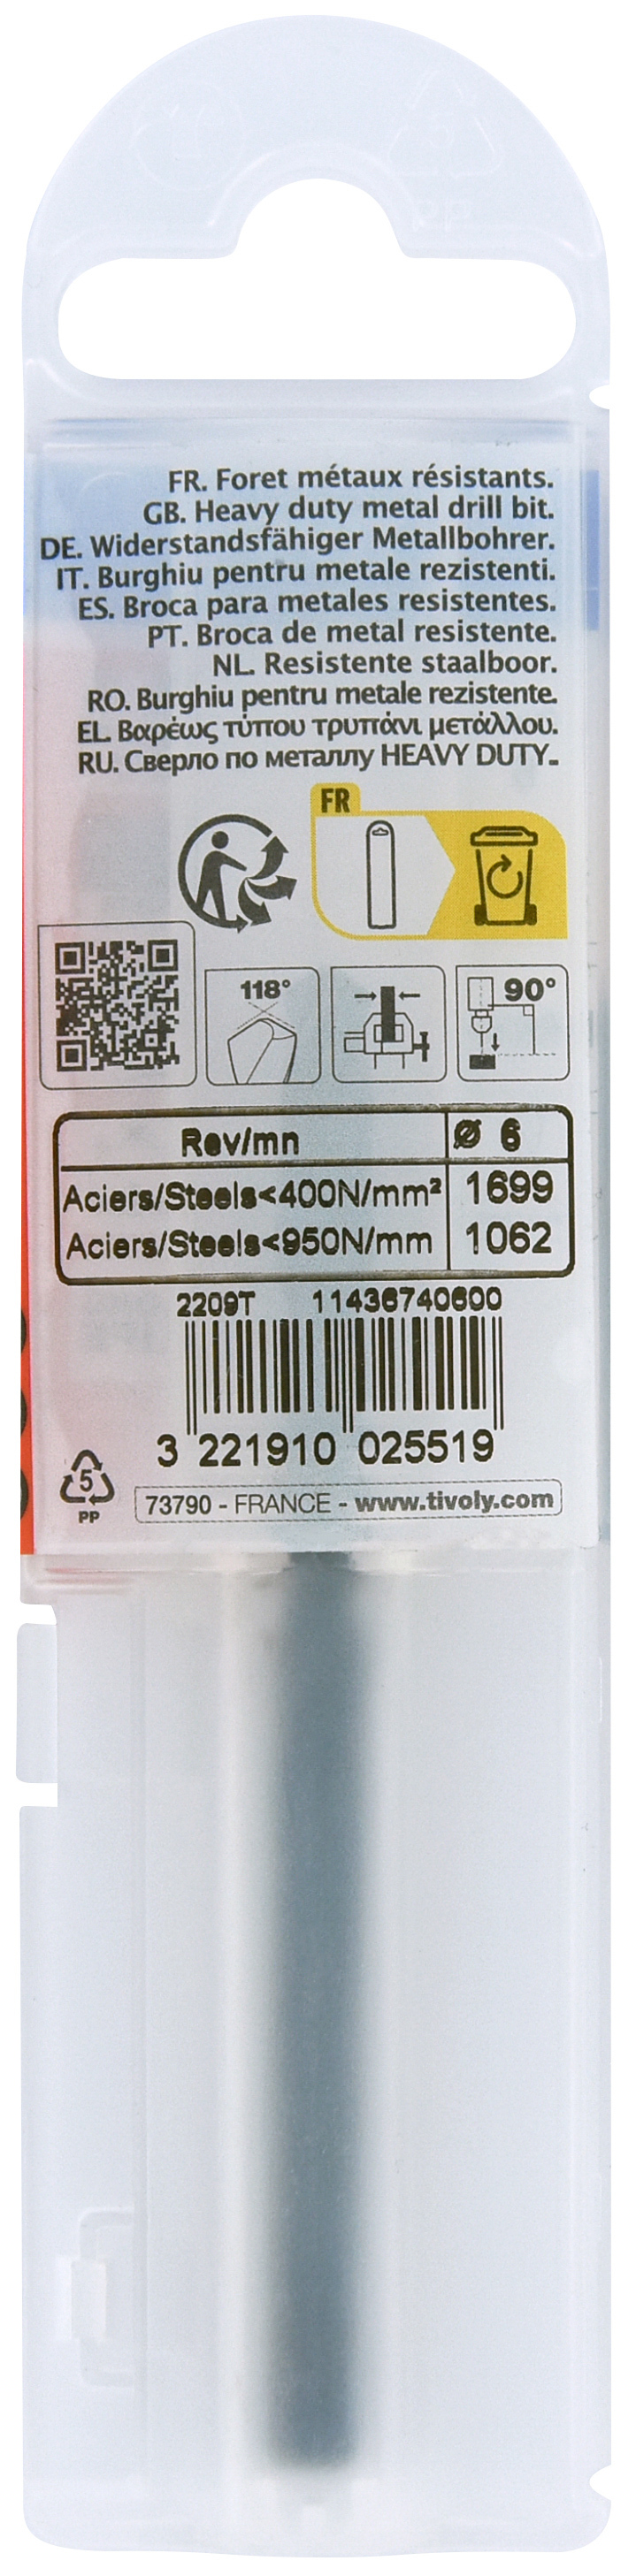 FR. Foret métaux résistants.
GB. Heavy duty metal drill bit.
DE. Widerstandsfähiger Metallbohrer.
IT. Burghiu pentru metale rezistenti.
ES. Broca para metales resistentes.
PT. Broca de metal resistente.
NL. Resistente staalboor.
RO. Burghiu pentru metale rezistente.
EL. Βαρέως τύπου τρυπάνι μετάλλου.
RU. Сверло по металлу HEAVY DUTY.
FR
118°
90°
Rev/mn Ø 6
Aciers/Steels<400N/mm² 1699
Aciers/Steels<950N/mm 1062
2209T 11436740600
3 221910 025519
5
PP
73790 - FRANCE - www.tivoly.com